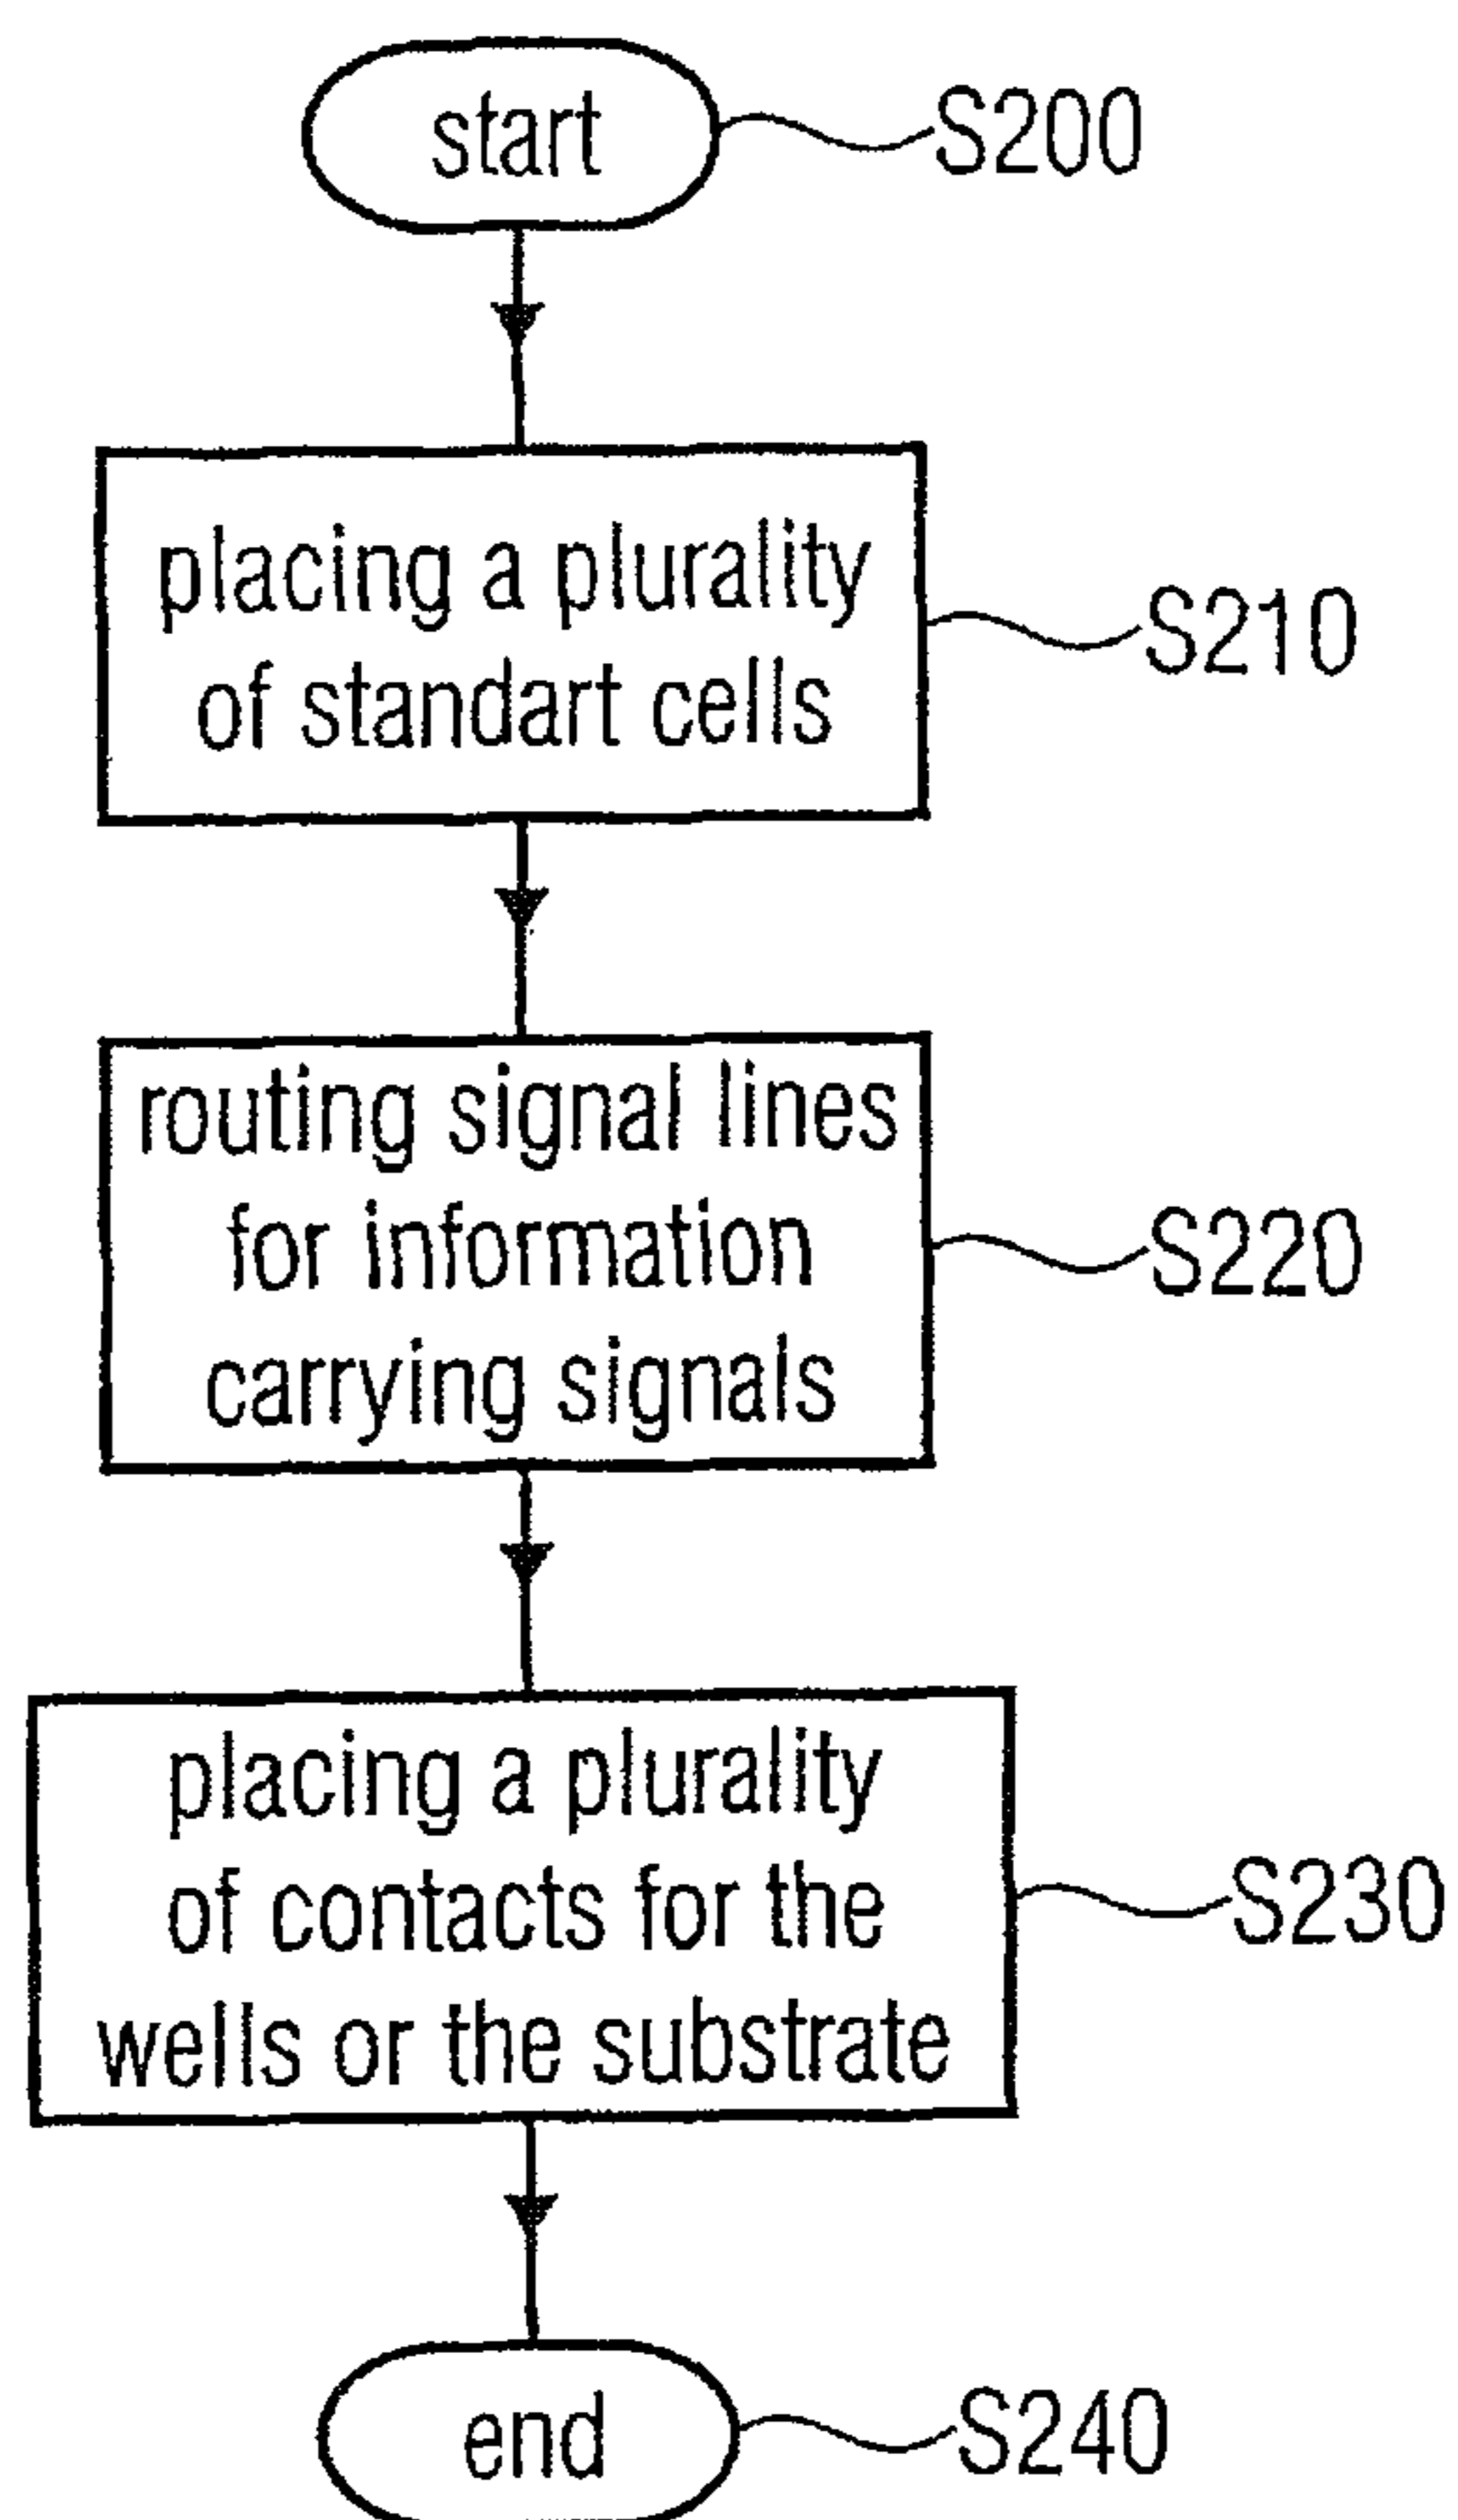 start
S200
placing a plurality
of standart cells
S210
routing signal lines
for information
carrying signals
S220
placing a plurality
of contacts for the
wells or the substrate
S230
end
S240